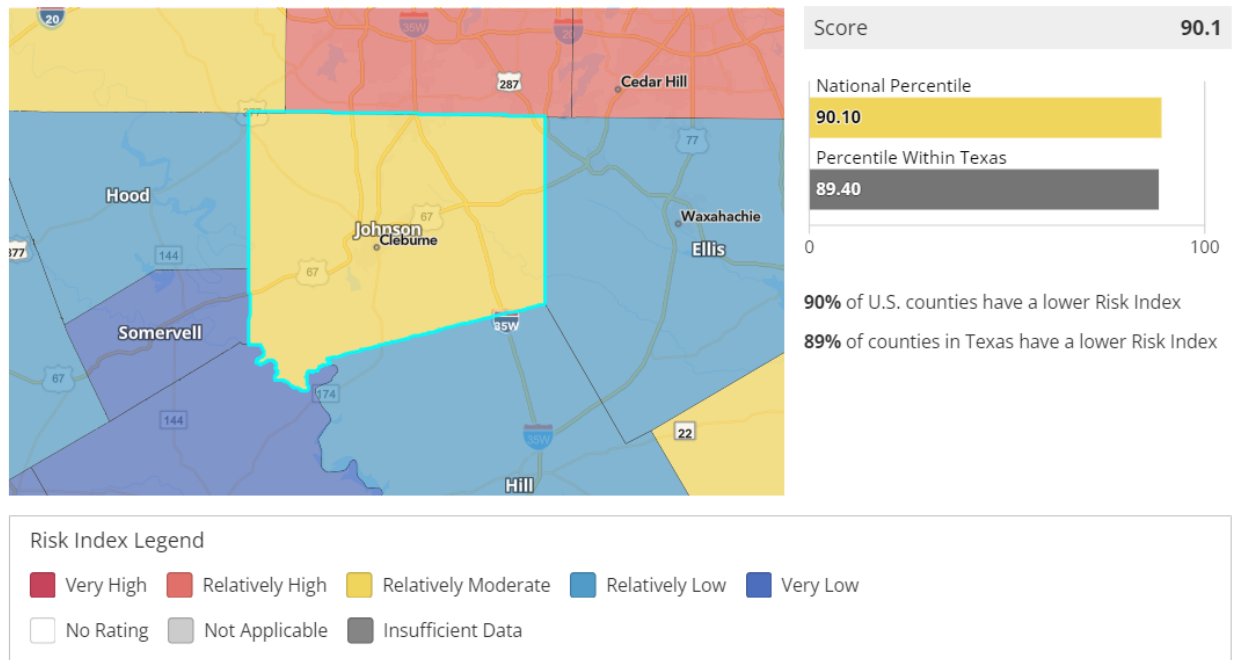 20
35W
20
287
Cedar Hill
377
77
Hood
Waxahachie
67
Johnson
Cleburne
Ellis
377
144
67
Somervell
35W
67
174
144
22
35W
Hill
Score 90.1
National Percentile
90.10
Percentile Within Texas
89.40
0 100
90% of U.S. counties have a lower Risk Index
89% of counties in Texas have a lower Risk Index
Risk Index Legend
Very High Relatively High Relatively Moderate Relatively Low Very Low
No Rating Not Applicable Insufficient Data